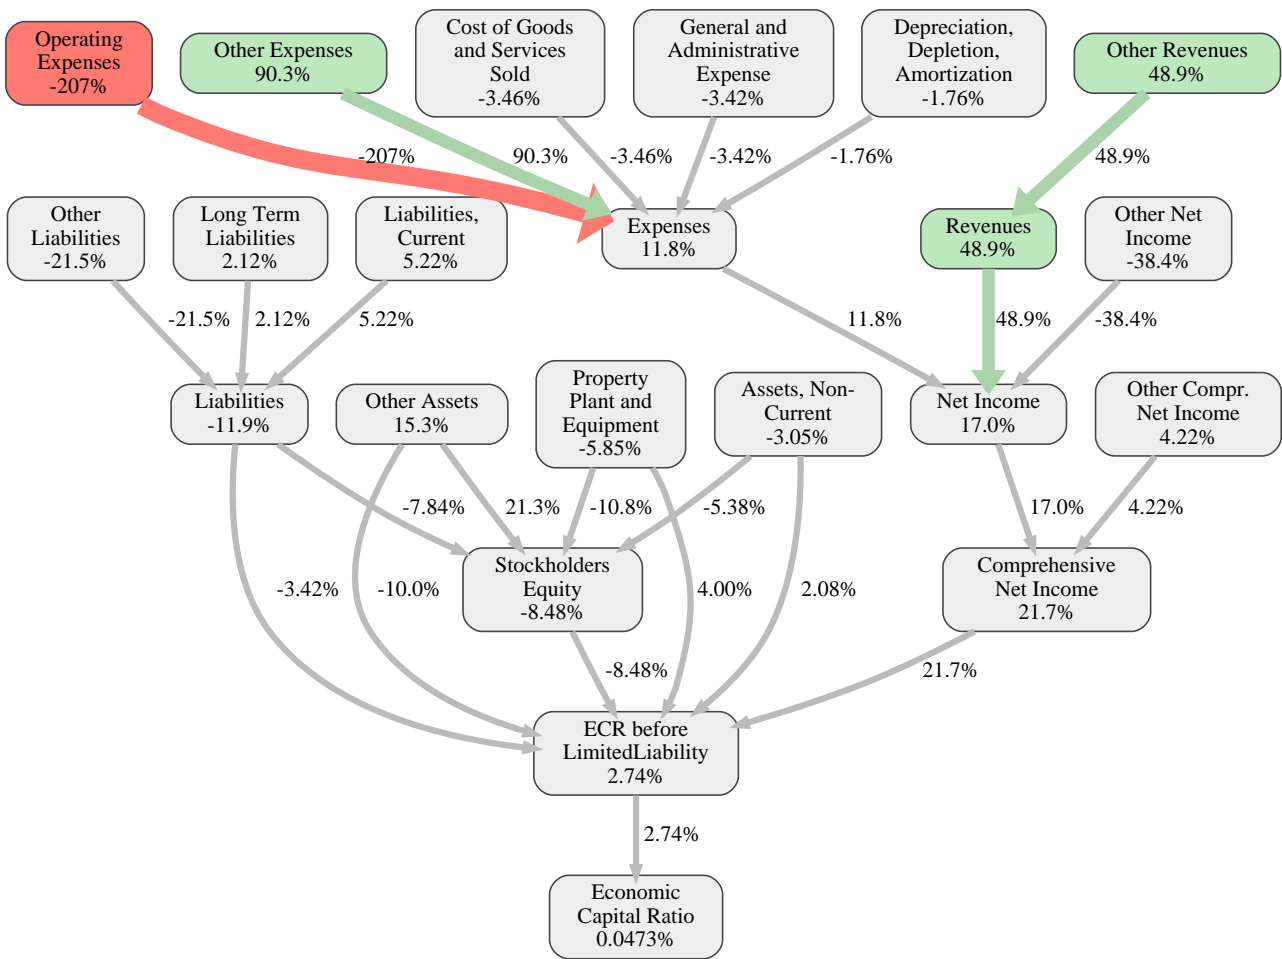 Operating
Expenses
-207%
Other Expenses
90.3%
Cost of Goods
and Services
Sold
-3.46%
General and
Administrative
Expense
-3.42%
Depreciation,
Depletion,
Amortization
-1.76%
Other Revenues
48.9%
-207%
90.3%
-3.46%
-3.42%
-1.76%
48.9%
Other
Liabilities
-21.5%
Long Term
Liabilities
2.12%
Liabilities,
Current
5.22%
Expenses
11.8%
Revenues
48.9%
Other Net
Income
-38.4%
-21.5%
2.12%
5.22%
11.8%
48.9%
-38.4%
Liabilities
-11.9%
Other Assets
15.3%
Property
Plant and
Equipment
-5.85%
Assets, Non-
Current
-3.05%
Net Income
17.0%
Other Compr.
Net Income
4.22%
-7.84%
21.3%
-10.8%
-5.38%
17.0%
4.22%
Stockholders
Equity
-8.48%
Comprehensive
Net Income
21.7%
-3.42%
-10.0%
4.00%
2.08%
-8.48%
21.7%
ECR before
LimitedLiability
2.74%
2.74%
Economic
Capital Ratio
0.0473%